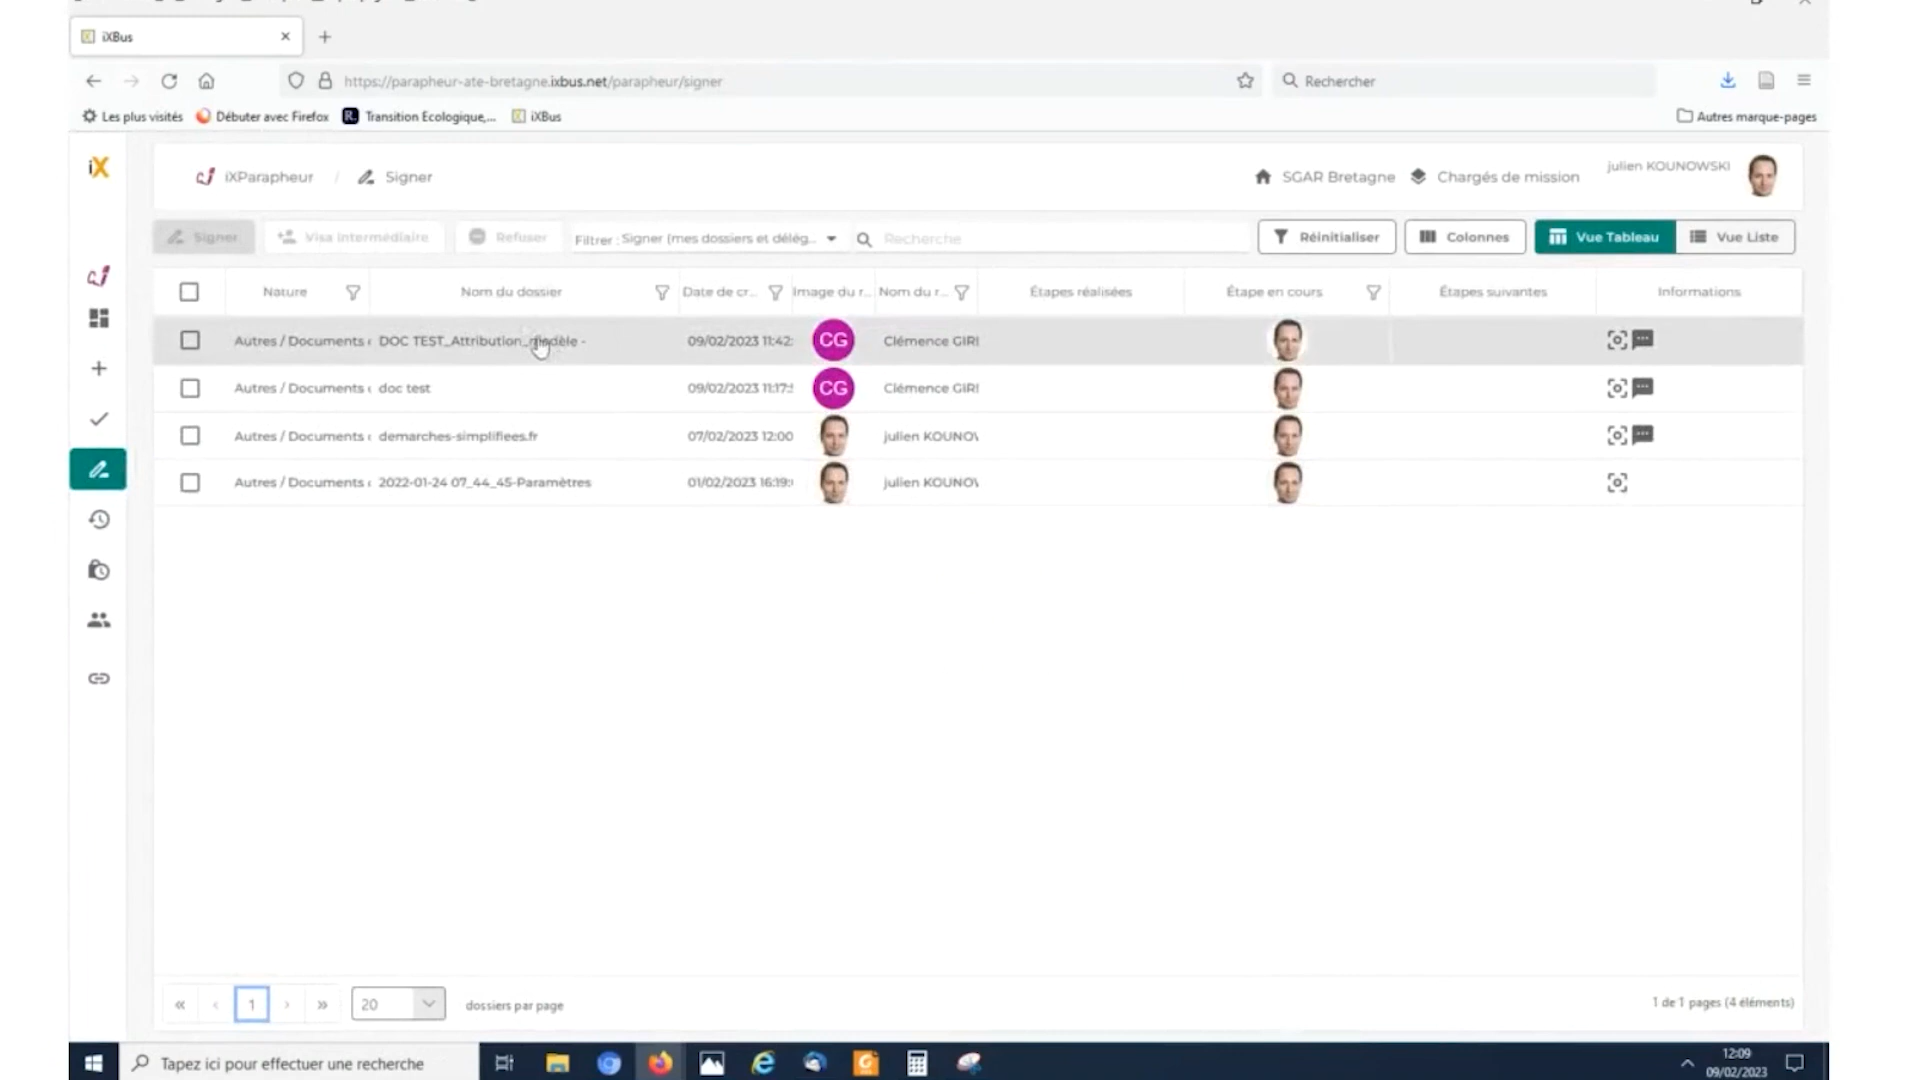 iXBus
https://parapheur-ate-bretagne.ixbus.net/parapheur/signer
Rechercher
Les plus visités
Débuter avec Firefox
Transition Ecologique,...
iXBus
Autres marque-pages
iX
iXParapheur / Signer
SGAR Bretagne
Chargés de mission
julien KOUNOWSKI
Signer
Visa intermédiaire
Refuser
Filtrer : Signer (mes dossiers et délég...
Recherche
Réinitialiser
Colonnes
Vue Tableau
Vue Liste
Nature Nom du dossier Date de cr... Image du r... Nom du r... Étapes réalisées Étape en cours Étapes suivantes Informations
Autres / Documents DOC TEST_Attribution_modèle - 09/02/2023 11:42: CG Clémence GIRI
Autres / Documents doc test 09/02/2023 11:17: CG Clémence GIRI
Autres / Documents demarches-simplifiees.fr 07/02/2023 12:00 julien KOUNOV
Autres / Documents 2022-01-24 07_44_45-Paramètres 01/02/2023 16:19: julien KOUNOV
« ‹ 1 › » 20 dossiers par page
1 de 1 pages (4 éléments)
Tapez ici pour effectuer une recherche
12:09
09/02/2023